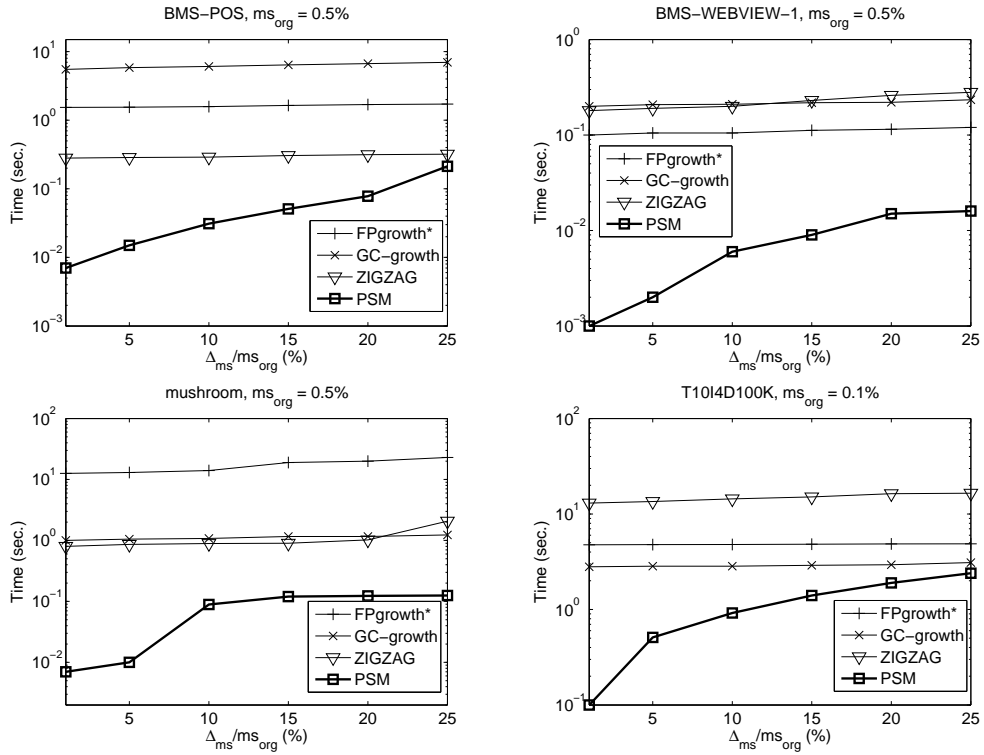 BMS−POS, ms_org = 0.5%
10^1
10^0
10^−1
10^−2
10^−3
Time (sec.)
5 10 15 20 25
Δ_ms/ms_org (%)
FPgrowth*
GC−growth
ZIGZAG
PSM
BMS−WEBVIEW−1, ms_org = 0.5%
10^0
10^−1
10^−2
10^−3
Time (sec.)
5 10 15 20 25
Δ_ms/ms_org (%)
FPgrowth*
GC−growth
ZIGZAG
PSM
mushroom, ms_org = 0.5%
10^2
10^1
10^0
10^−1
10^−2
Time (sec.)
5 10 15 20 25
Δ_ms/ms_org (%)
FPgrowth*
GC−growth
ZIGZAG
PSM
T10I4D100K, ms_org = 0.1%
10^2
10^1
10^0
10^−1
Time (sec.)
5 10 15 20 25
Δ_ms/ms_org (%)
FPgrowth*
GC−growth
ZIGZAG
PSM